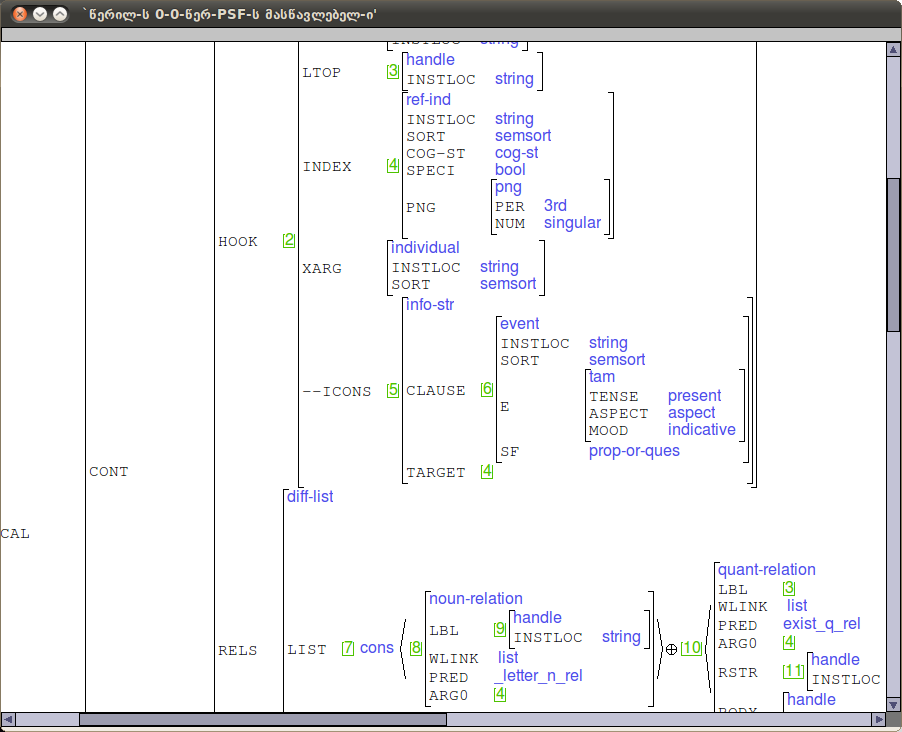 `წერილ-ს 0-0-წერ-PSF-ს მასწავლებელ-ი'
INSTLOC string
LTOP [3] handle
INSTLOC string
ref-ind
INSTLOC string
SORT semsort
COG-ST cog-st
INDEX [4] SPECI bool
png
PNG PER 3rd
NUM singular
HOOK [2]
individual
XARG INSTLOC string
SORT semsort
info-str
event
INSTLOC string
SORT semsort
tam
--ICONS [5] CLAUSE [6] TENSE present
E ASPECT aspect
MOOD indicative
SF prop-or-ques
CONT TARGET [4]
diff-list
CAL
quant-relation
noun-relation LBL [3]
handle WLINK list
LBL [9] INSTLOC string PRED exist_q_rel
RELS LIST [7] cons [8] ⊕ [10] ARG0 [4]
WLINK list handle
PRED _letter_n_rel RSTR [11] INSTLOC
ARG0 [4] handle
BODY